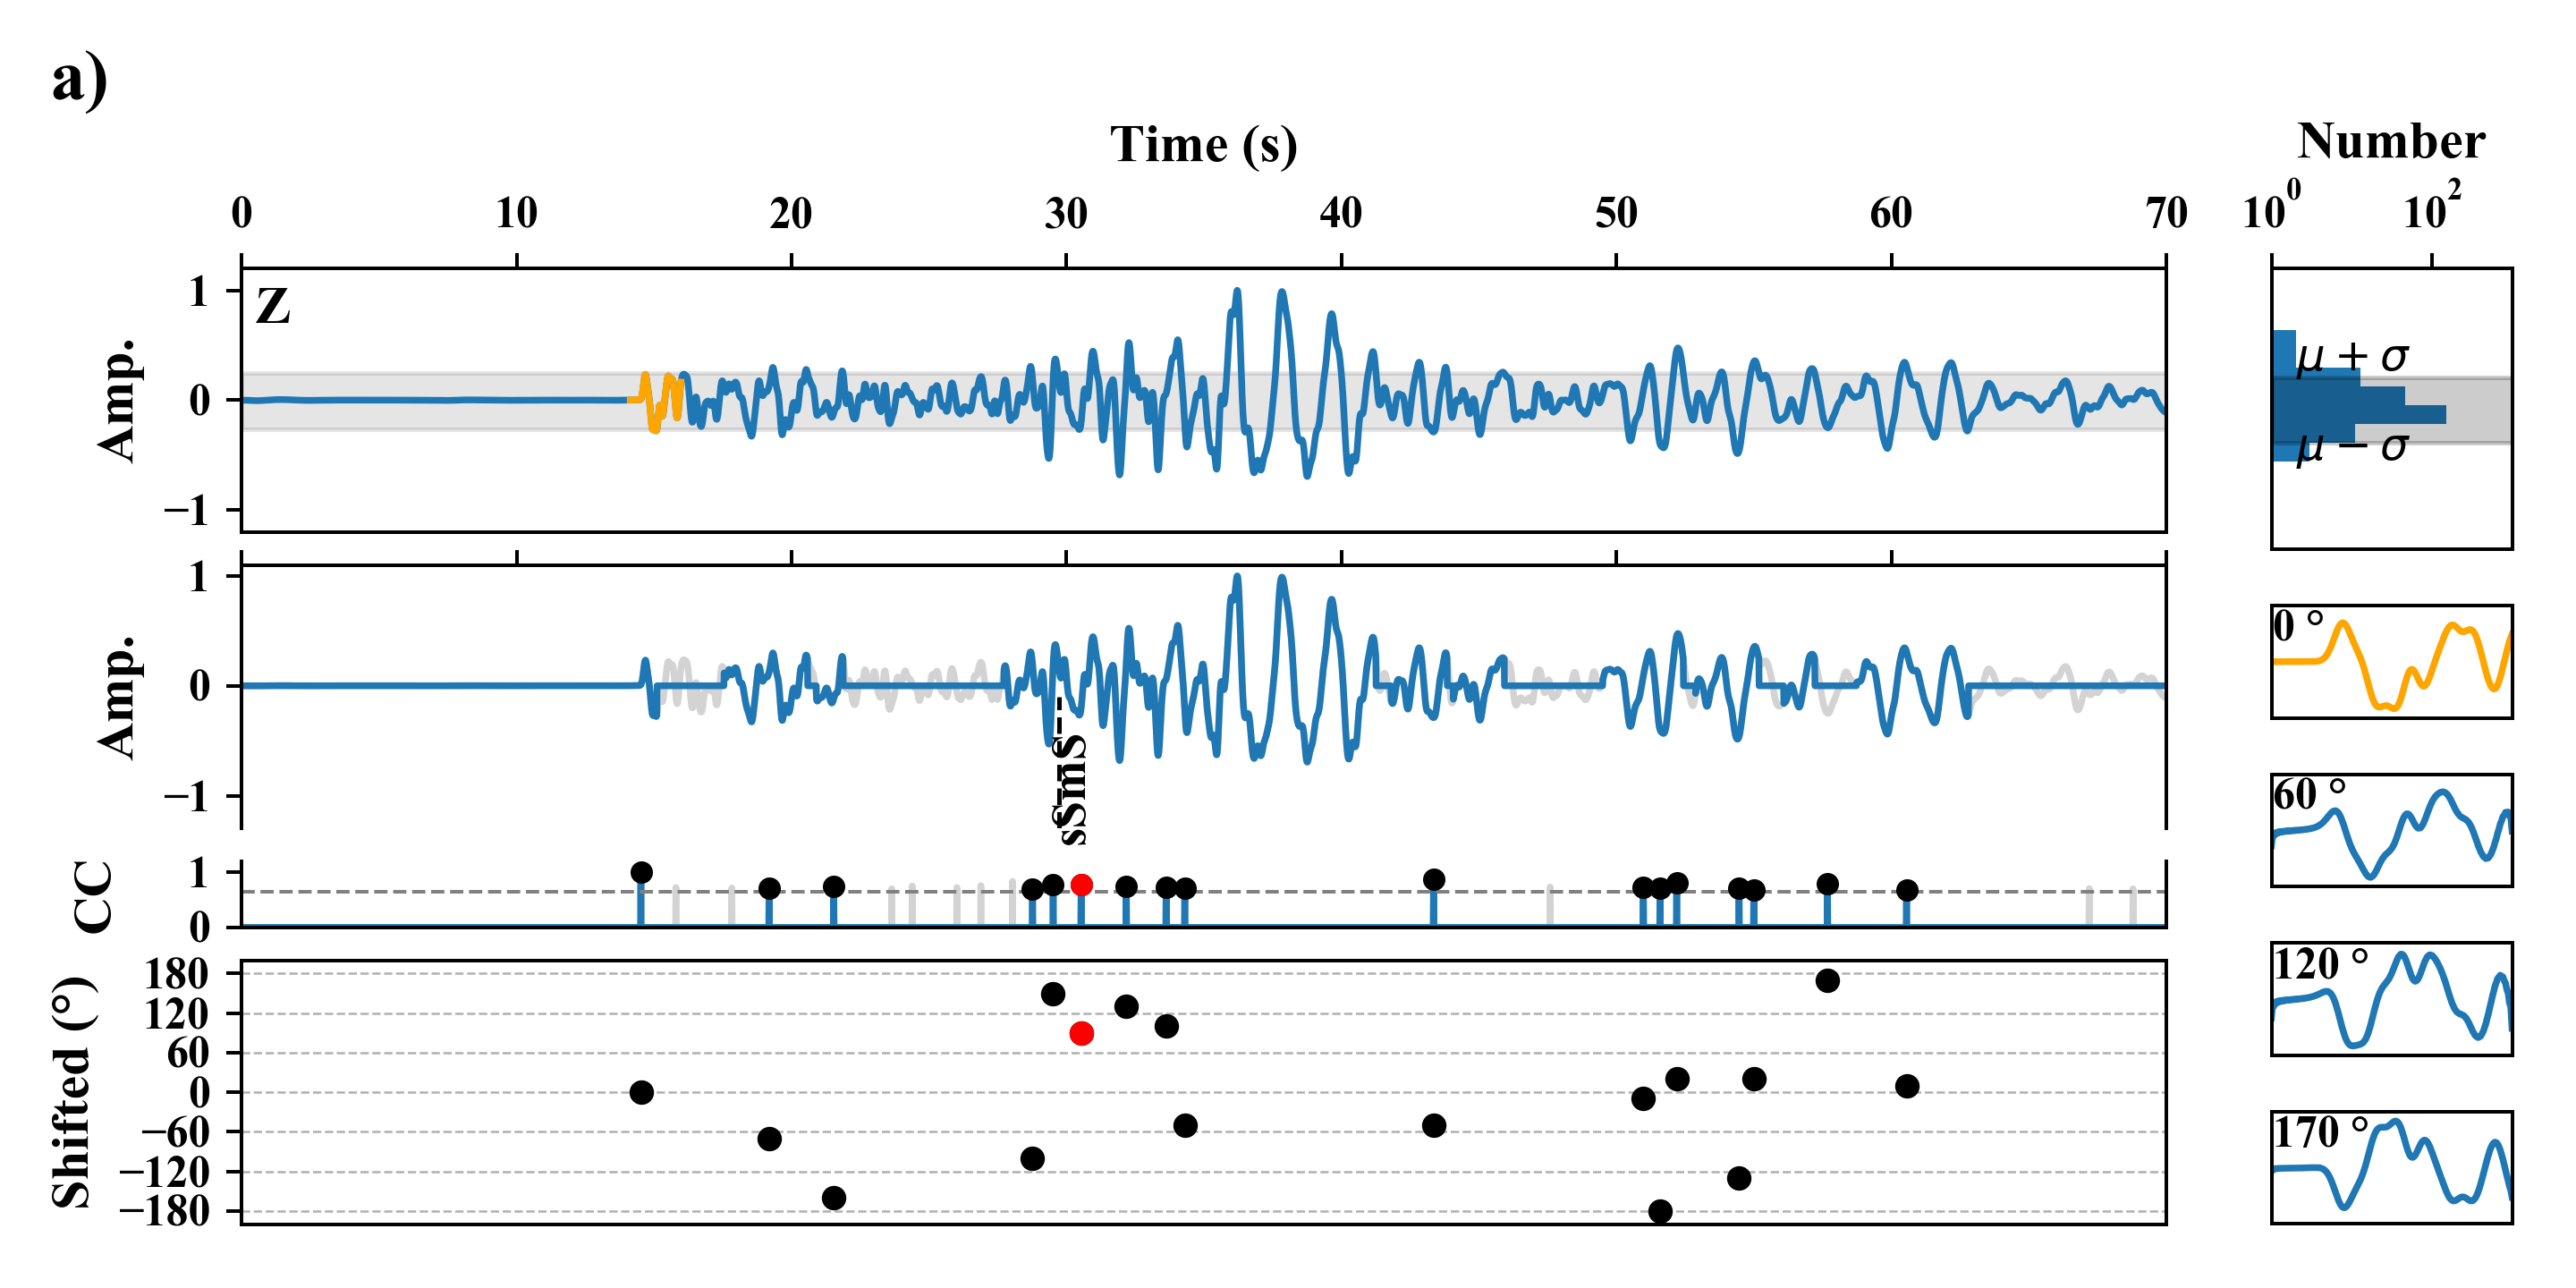 a)
Time (s)
Number
0 10 20 30 40 50 60 70
10^0 10^2
Z
Amp.
1
0
−1
μ + σ
μ − σ
Amp.
1
0
−1
sSmS
0 °
60 °
120 °
170 °
CC
1
0
Shifted (°)
180
120
60
0
−60
−120
−180